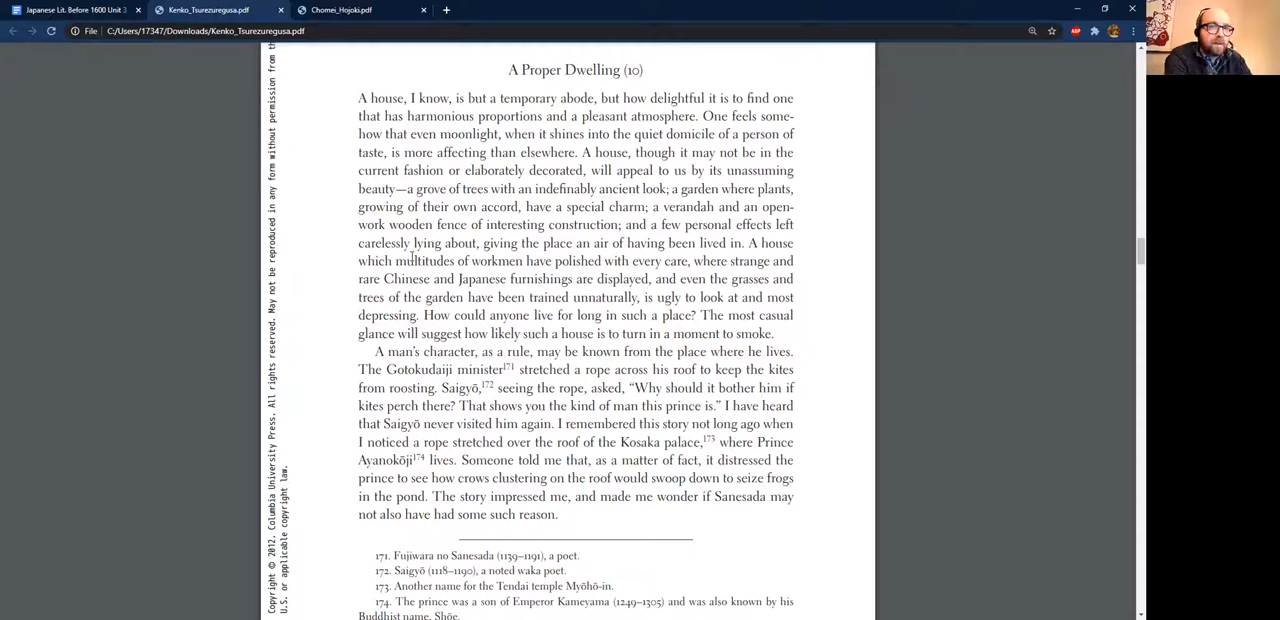 Japanese Lit. Before 1600 Unit 3
Kenko_Tsurezuregusa.pdf
Chomei_Hojoki.pdf
File
C:/Users/17347/Downloads/Kenko_Tsurezuregusa.pdf
ABP
A Proper Dwelling (10)
A house, I know, is but a temporary abode, but how delightful it is to find one
that has harmonious proportions and a pleasant atmosphere. One feels some-
how that even moonlight, when it shines into the quiet domicile of a person of
taste, is more affecting than elsewhere. A house, though it may not be in the
current fashion or elaborately decorated, will appeal to us by its unassuming
beauty—a grove of trees with an indefinably ancient look; a garden where plants,
growing of their own accord, have a special charm; a verandah and an open-
work wooden fence of interesting construction; and a few personal effects left
carelessly lying about, giving the place an air of having been lived in. A house
which multitudes of workmen have polished with every care, where strange and
rare Chinese and Japanese furnishings are displayed, and even the grasses and
trees of the garden have been trained unnaturally, is ugly to look at and most
depressing. How could anyone live for long in such a place? The most casual
glance will suggest how likely such a house is to turn in a moment to smoke.
A man's character, as a rule, may be known from the place where he lives.
The Gotokudaiji minister171 stretched a rope across his roof to keep the kites
from roosting. Saigyō,172 seeing the rope, asked, “Why should it bother him if
kites perch there? That shows you the kind of man this prince is.” I have heard
that Saigyō never visited him again. I remembered this story not long ago when
I noticed a rope stretched over the roof of the Kosaka palace,173 where Prince
Ayanokōji174 lives. Someone told me that, as a matter of fact, it distressed the
prince to see how crows clustering on the roof would swoop down to seize frogs
in the pond. The story impressed me, and made me wonder if Sanesada may
not also have had some such reason.
171. Fujiwara no Sanesada (1139–1191), a poet.
172. Saigyō (1118–1190), a noted waka poet.
173. Another name for the Tendai temple Myōhō-in.
174. The prince was a son of Emperor Kameyama (1249–1305) and was also known by his
Buddhist name, Shōe.
Copyright © 2012. Columbia University Press. All rights reserved. May not be reproduced in any form without permission from
U.S. or applicable copyright law.